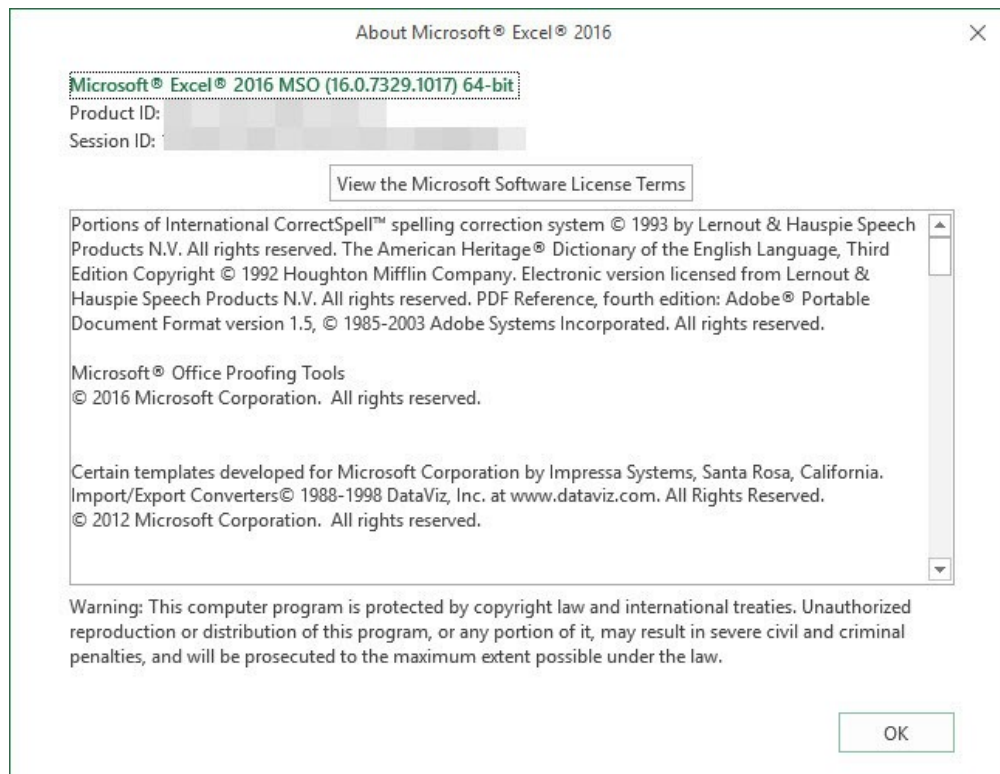 About Microsoft® Excel® 2016
Microsoft® Excel® 2016 MSO (16.0.7329.1017) 64-bit
Product ID:
Session ID:
View the Microsoft Software License Terms
Portions of International CorrectSpell™ spelling correction system © 1993 by Lernout & Hauspie Speech
Products N.V. All rights reserved. The American Heritage® Dictionary of the English Language, Third
Edition Copyright © 1992 Houghton Mifflin Company. Electronic version licensed from Lernout &
Hauspie Speech Products N.V. All rights reserved. PDF Reference, fourth edition: Adobe® Portable
Document Format version 1.5, © 1985-2003 Adobe Systems Incorporated. All rights reserved.
Microsoft® Office Proofing Tools
© 2016 Microsoft Corporation.  All rights reserved.
Certain templates developed for Microsoft Corporation by Impressa Systems, Santa Rosa, California.
Import/Export Converters© 1988-1998 DataViz, Inc. at www.dataviz.com. All Rights Reserved.
© 2012 Microsoft Corporation.  All rights reserved.
Warning: This computer program is protected by copyright law and international treaties. Unauthorized
reproduction or distribution of this program, or any portion of it, may result in severe civil and criminal
penalties, and will be prosecuted to the maximum extent possible under the law.
OK